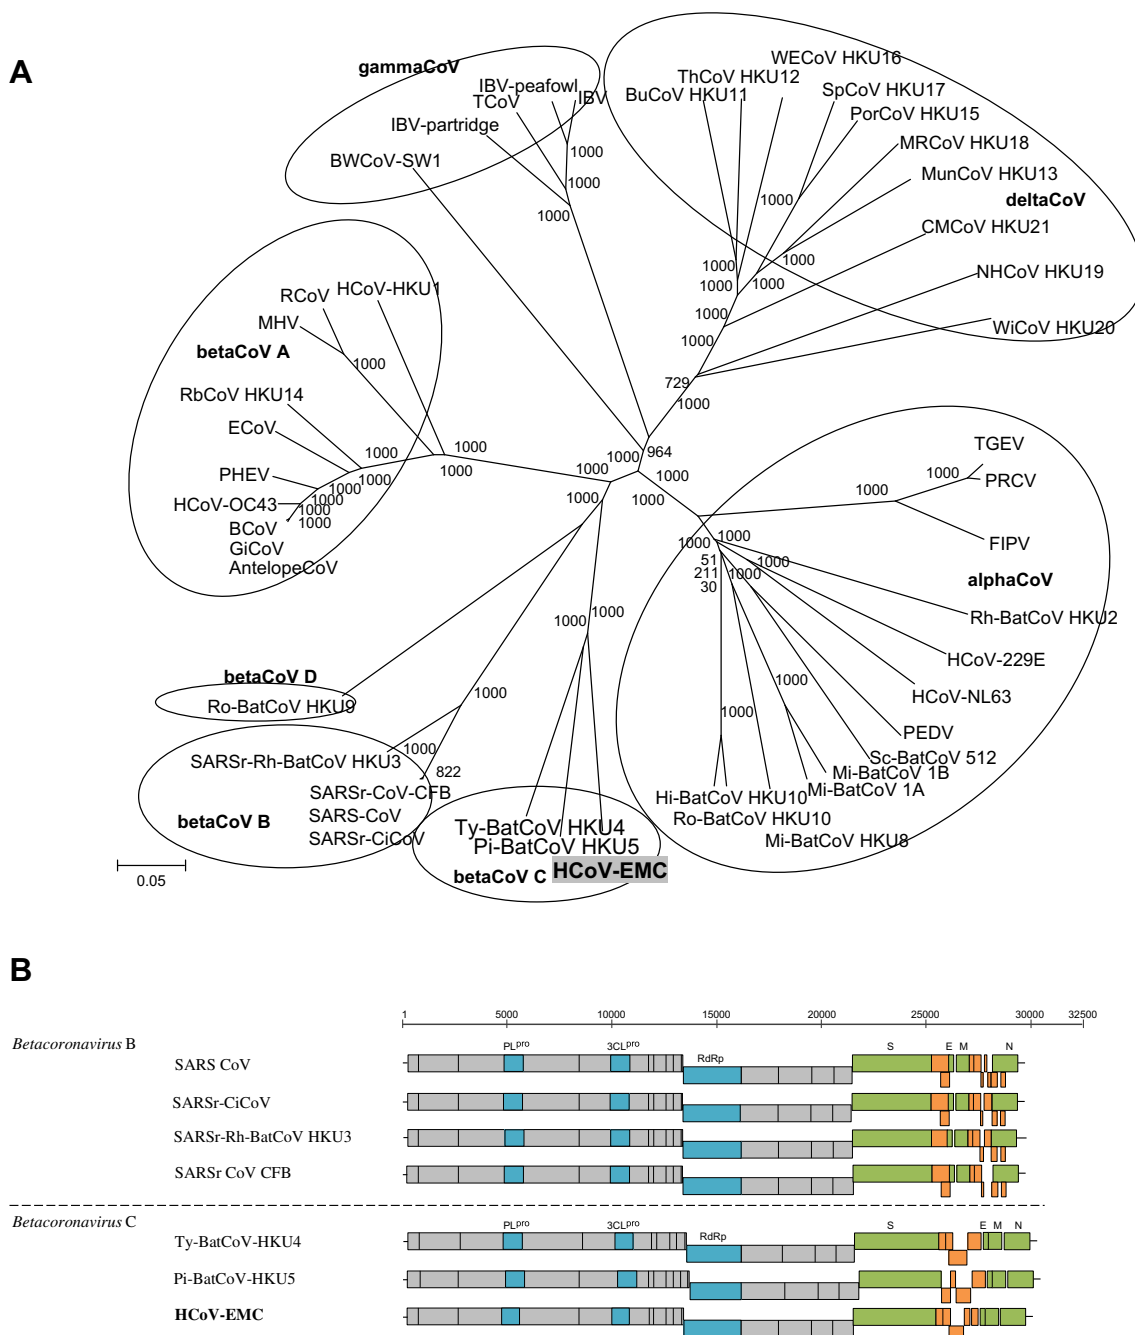 A
gammaCoV
IBV-peafowl
TCoV
IBV
IBV-partridge
BWCoV-SW1
1000
1000
1000
WECoV HKU16
ThCoV HKU12
BuCoV HKU11
SpCoV HKU17
PorCoV HKU15
MRCoV HKU18
MunCoV HKU13
deltaCoV
CMCoV HKU21
NHCoV HKU19
WiCoV HKU20
1000
1000
1000
1000
1000
1000
1000
729
1000
RCoV
HCoV-HKU1
MHV
betaCoV A
1000
RbCoV HKU14
ECoV
PHEV
HCoV-OC43
BCoV
GiCoV
AntelopeCoV
1000
1000
1000
1000
1000
1000
1000
1000
1000
1000
1000
1000
964
1000
1000
1000
TGEV
1000
PRCV
1000
FIPV
alphaCoV
1000
1000
51
1000
211
1000
30
Rh-BatCoV HKU2
HCoV-229E
HCoV-NL63
PEDV
Sc-BatCoV 512
Mi-BatCoV 1B
Mi-BatCoV 1A
Hi-BatCoV HKU10
Ro-BatCoV HKU10
Mi-BatCoV HKU8
1000
1000
betaCoV D
Ro-BatCoV HKU9
1000
SARSr-Rh-BatCoV HKU3
1000
822
SARSr-CoV-CFB
SARS-CoV
SARSr-CiCoV
betaCoV B
1000
1000
Ty-BatCoV HKU4
Pi-BatCoV HKU5
betaCoV C
HCoV-EMC
0.05
B
1 5000 10000 15000 20000 25000 30000 32500
Betacoronavirus B
PLpro 3CLpro RdRp S E M N
SARS CoV
SARSr-CiCoV
SARSr-Rh-BatCoV HKU3
SARSr CoV CFB
Betacoronavirus C
PLpro 3CLpro RdRp S E M N
Ty-BatCoV-HKU4
Pi-BatCoV-HKU5
HCoV-EMC